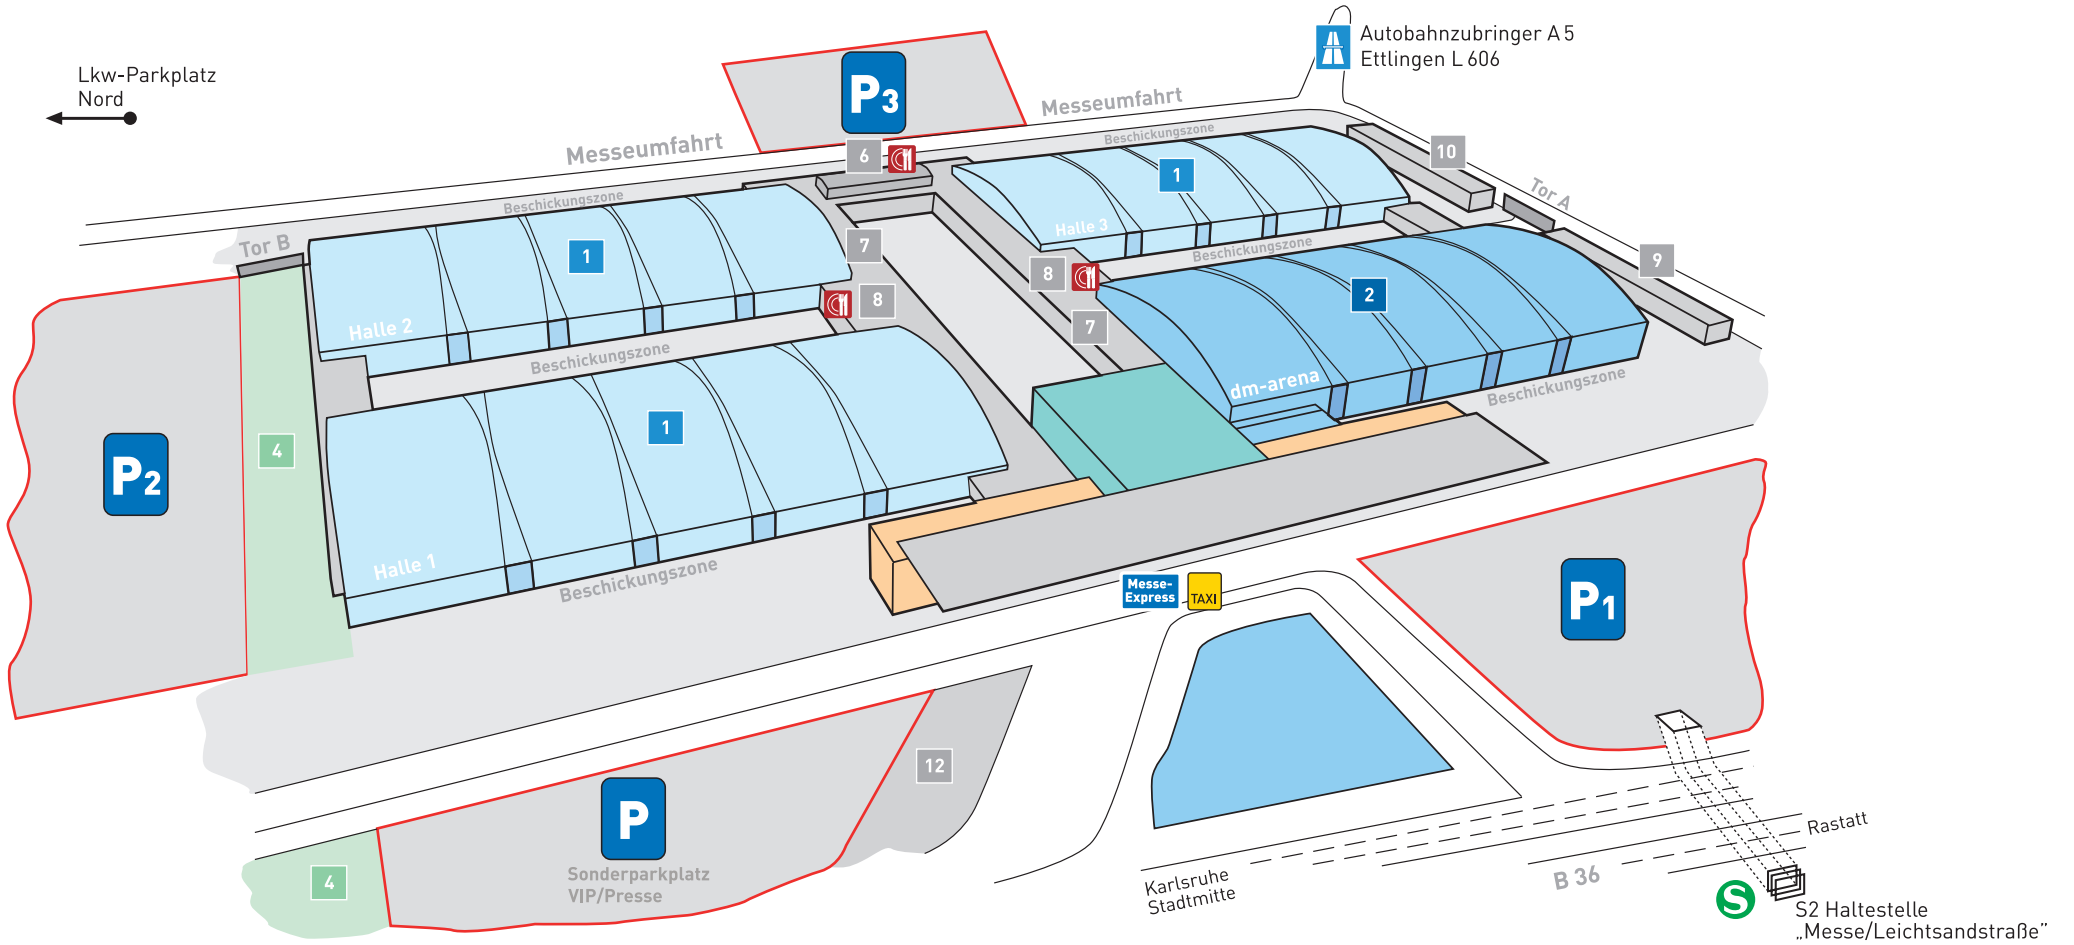 Autobahnzubringer A 5
Ettlingen L 606
Lkw-Parkplatz
Nord
P3
Messeumfahrt
Messeumfahrt
Beschickungszone
6
10
1
Tor A
Beschickungszone
Halle 3
Tor B
1
7
Beschickungszone
8
9
8
2
7
Halle 2
Beschickungszone
dm-arena
Beschickungszone
1
4
P2
Halle 1
Beschickungszone
Messe-
Express
TAXI
P1
12
P
Sonderparkplatz
VIP/Presse
4
Karlsruhe
Stadtmitte
B 36
Rastatt
S
S2 Haltestelle
„Messe/Leichtsandstraße”